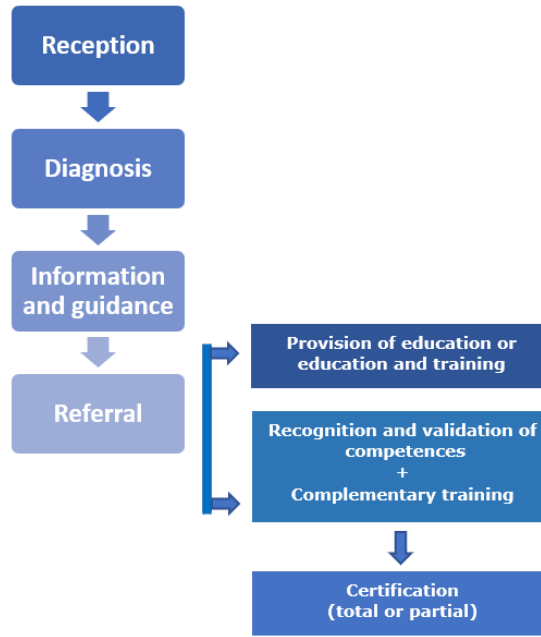 Reception
Diagnosis
Information
and guidance
Referral
Provision of education or
education and training
Recognition and validation of
competences
+
Complementary training
Certification
(total or partial)